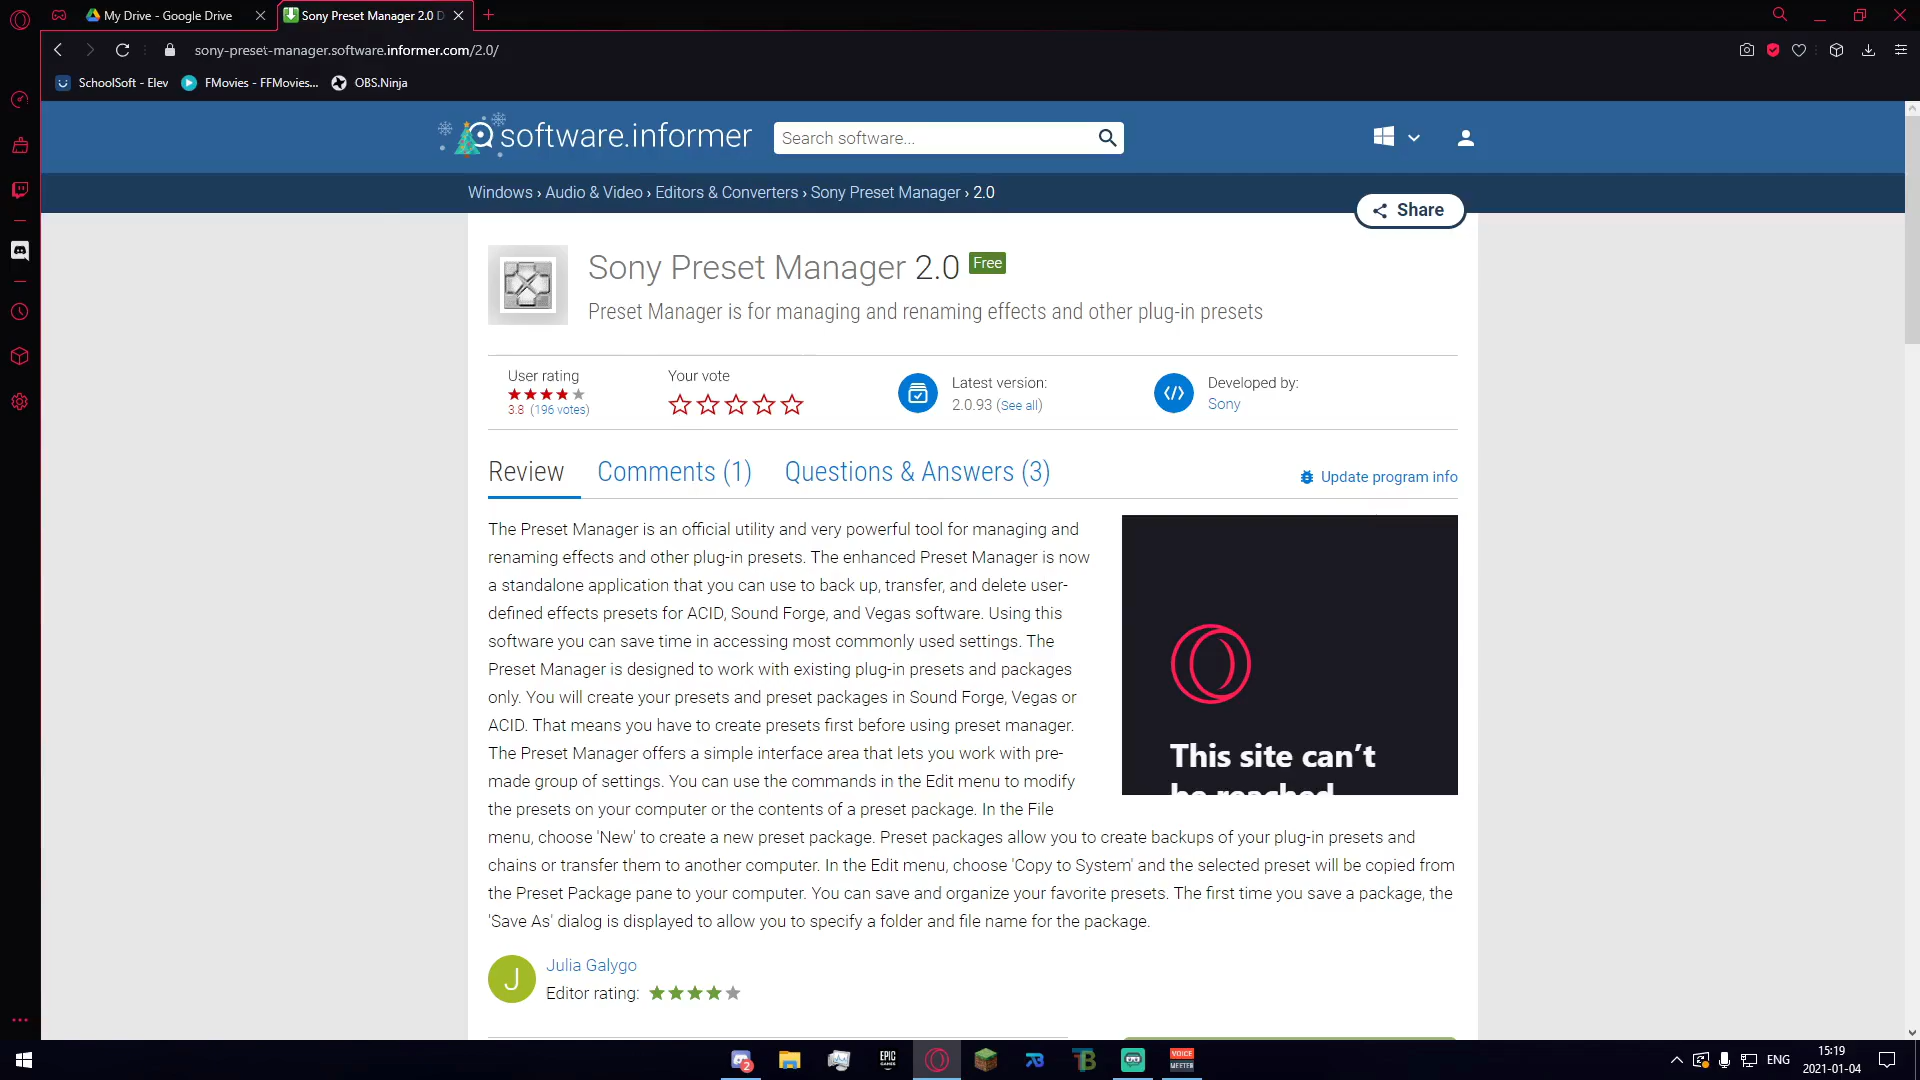 My Drive - Google Drive
Sony Preset Manager 2.0 D
sony-preset-manager.software.informer.com/2.0/
SchoolSoft - Elev
FMovies - FFMovies...
OBS.Ninja
software.informer
Search software...
Windows › Audio & Video › Editors & Converters › Sony Preset Manager › 2.0
Share
Sony Preset Manager 2.0 Free
Preset Manager is for managing and renaming effects and other plug-in presets
User rating
3.8 (196 votes)
Your vote
Latest version:
2.0.93 (See all)
Developed by:
Sony
Review
Comments (1)
Questions & Answers (3)
Update program info
The Preset Manager is an official utility and very powerful tool for managing and
renaming effects and other plug-in presets. The enhanced Preset Manager is now
a standalone application that you can use to back up, transfer, and delete user-
defined effects presets for ACID, Sound Forge, and Vegas software. Using this
software you can save time in accessing most commonly used settings. The
Preset Manager is designed to work with existing plug-in presets and packages
only. You will create your presets and preset packages in Sound Forge, Vegas or
ACID. That means you have to create presets first before using preset manager.
The Preset Manager offers a simple interface area that lets you work with pre-
made group of settings. You can use the commands in the Edit menu to modify
the presets on your computer or the contents of a preset package. In the File
menu, choose 'New' to create a new preset package. Preset packages allow you to create backups of your plug-in presets and
chains or transfer them to another computer. In the Edit menu, choose 'Copy to System' and the selected preset will be copied from
the Preset Package pane to your computer. You can save and organize your favorite presets. The first time you save a package, the
'Save As' dialog is displayed to allow you to specify a folder and file name for the package.
This site can't
be reached
J
Julia Galygo
Editor rating:
2
EPIC
GAMES
VOICE
MEETER
ENG
15:19
2021-01-04